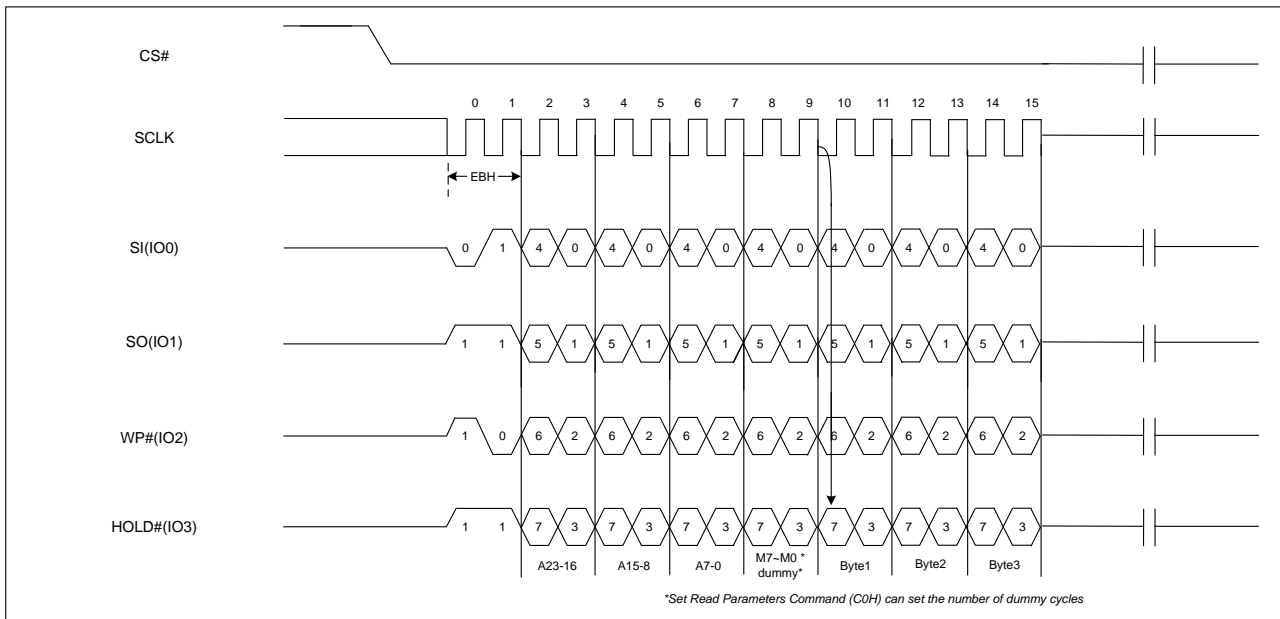 CS#
0 1 2 3 4 5 6 7 8 9 10 11 12 13 14 15
SCLK
EBH
SI(IO0) 0 1 4 0 4 0 4 0 4 0 4 0 4 0 4 0
SO(IO1) 1 1 5 1 5 1 5 1 5 1 5 1 5 1 5 1
WP#(IO2) 1 0 6 2 6 2 6 2 6 2 6 2 6 2 6 2
HOLD#(IO3) 1 1 7 3 7 3 7 3 7 3 7 3 7 3 7 3
A23-16 A15-8 A7-0 M7~M0 * Byte1 Byte2 Byte3
dummy*
*Set Read Parameters Command (C0H) can set the number of dummy cycles